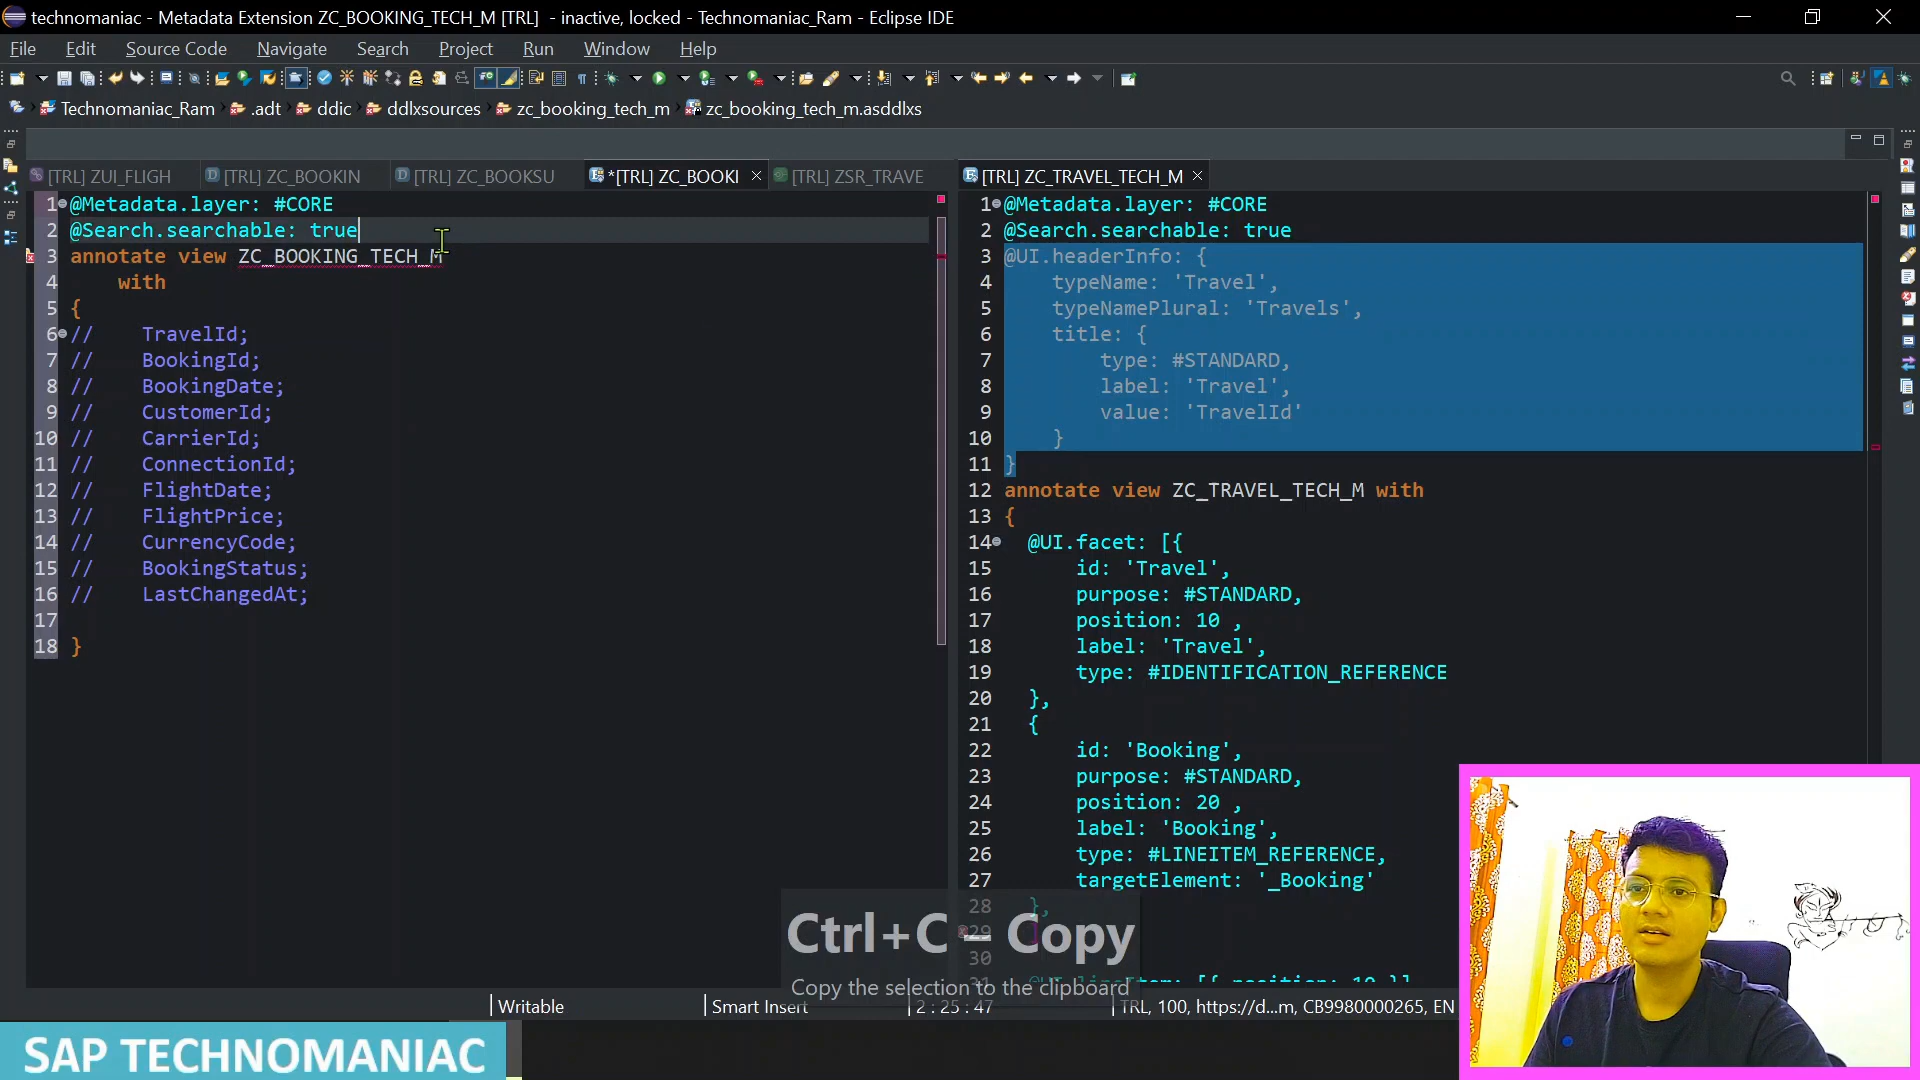 technomaniac - Metadata Extension ZC_BOOKING_TECH_M [TRL]  - inactive, locked - Technomaniac_Ram - Eclipse IDE
File Edit Source Code Navigate Search Project Run Window Help
Technomaniac_Ram .adt ddic ddlxsources zc_booking_tech_m zc_booking_tech_m.asddlxs
[TRL] ZUI_FLIGH [TRL] ZC_BOOKIN [TRL] ZC_BOOKSU *[TRL] ZC_BOOKI [TRL] ZSR_TRAVE
1 @Metadata.layer: #CORE
2 @Search.searchable: true
3 annotate view ZC_BOOKING_TECH_M
4     with
5 {
6 //    TravelId;
7 //    BookingId;
8 //    BookingDate;
9 //    CustomerId;
10 //    CarrierId;
11 //    ConnectionId;
12 //    FlightDate;
13 //    FlightPrice;
14 //    CurrencyCode;
15 //    BookingStatus;
16 //    LastChangedAt;
17
18 }
[TRL] ZC_TRAVEL_TECH_M
1 @Metadata.layer: #CORE
2 @Search.searchable: true
3 @UI.headerInfo: {
4     typeName: 'Travel',
5     typeNamePlural: 'Travels',
6     title: {
7         type: #STANDARD,
8         label: 'Travel',
9         value: 'TravelId'
10     }
11 }
12 annotate view ZC_TRAVEL_TECH_M with
13 {
14   @UI.facet: [{
15       id: 'Travel',
16       purpose: #STANDARD,
17       position: 10 ,
18       label: 'Travel',
19       type: #IDENTIFICATION_REFERENCE
20   },
21   {
22       id: 'Booking',
23       purpose: #STANDARD,
24       position: 20 ,
25       label: 'Booking',
26       type: #LINEITEM_REFERENCE,
27       targetElement: '_Booking'
28   },
29
30
Ctrl+C – Copy
Copy the selection to the clipboard
Writable Smart Insert 2 : 25 : 47 TRL, 100, https://d...m, CB9980000265, EN
SAP TECHNOMANIAC